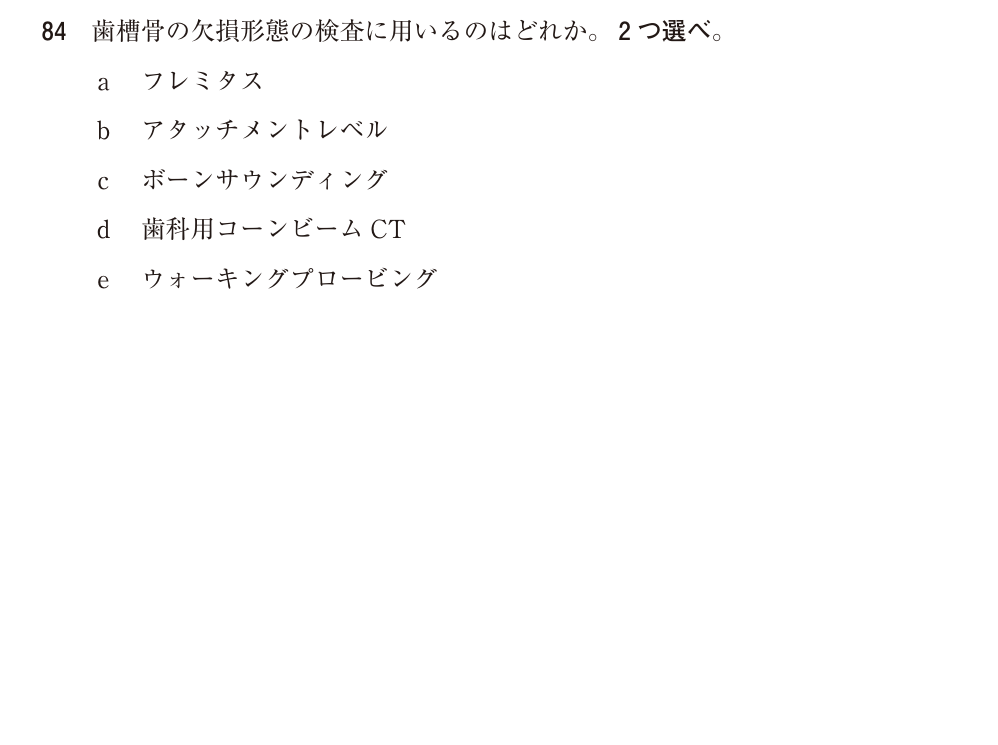 84 歯槽骨の欠損形態の検査に用いるのはどれか。2つ選べ。
a フレミタス
b アタッチメントレベル
c ボーンサウンディング
d 歯科用コーンビームCT
e ウォーキングプロービング